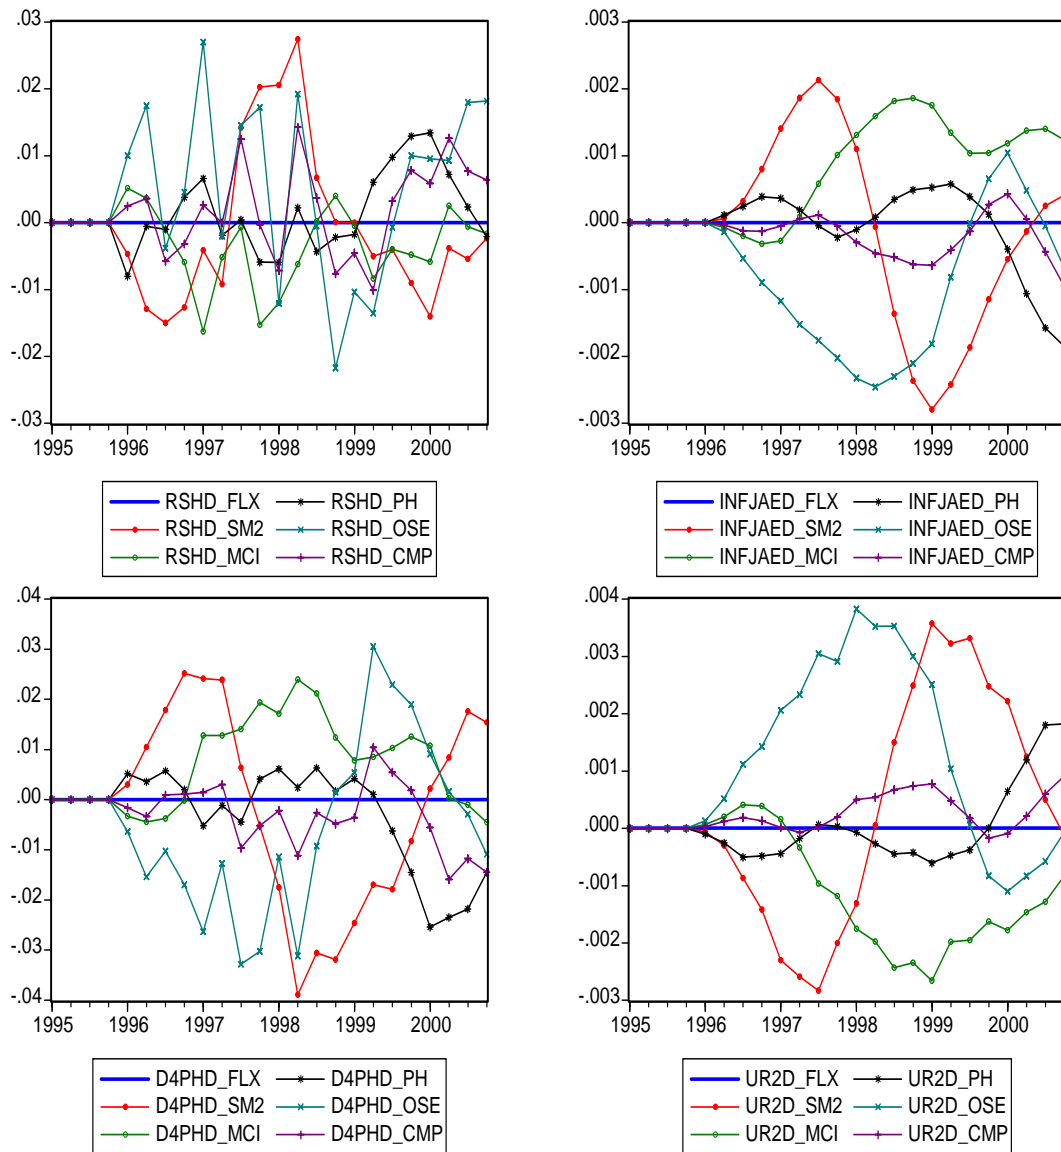 .03
.02
.01
.00
-.01
-.02
-.03
1995 1996 1997 1998 1999 2000
RSHD_FLX RSHD_PH
RSHD_SM2 RSHD_OSE
RSHD_MCI RSHD_CMP
.003
.002
.001
.000
-.001
-.002
-.003
1995 1996 1997 1998 1999 2000
INFJAED_FLX INFJAED_PH
INFJAED_SM2 INFJAED_OSE
INFJAED_MCI INFJAED_CMP
.04
.03
.02
.01
.00
-.01
-.02
-.03
-.04
1995 1996 1997 1998 1999 2000
D4PHD_FLX D4PHD_PH
D4PHD_SM2 D4PHD_OSE
D4PHD_MCI D4PHD_CMP
.004
.003
.002
.001
.000
-.001
-.002
-.003
1995 1996 1997 1998 1999 2000
UR2D_FLX UR2D_PH
UR2D_SM2 UR2D_OSE
UR2D_MCI UR2D_CMP